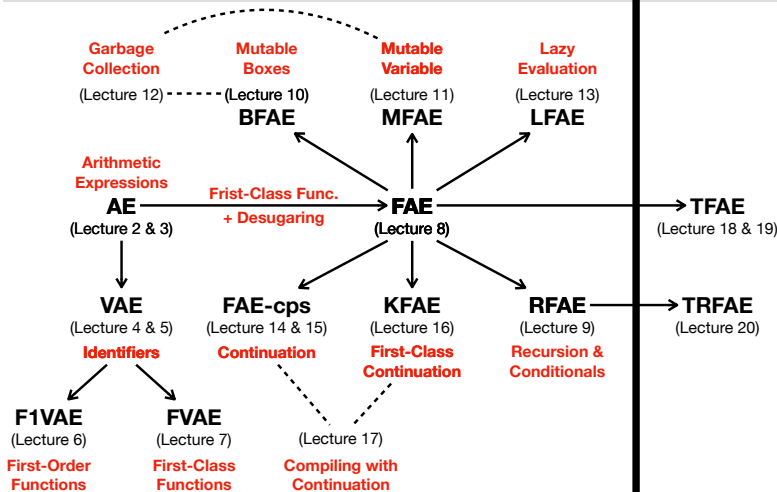 Garbage
Collection
(Lecture 12)
Mutable
Boxes
(Lecture 10)
BFAE
Mutable
Variable
(Lecture 11)
MFAE
Lazy
Evaluation
(Lecture 13)
LFAE
Arithmetic
Expressions
AE
(Lecture 2 & 3)
Frist-Class Func.
+ Desugaring
FAE
(Lecture 8)
TFAE
(Lecture 18 & 19)
VAE
(Lecture 4 & 5)
Identifiers
FAE-cps
(Lecture 14 & 15)
Continuation
KFAE
(Lecture 16)
First-Class
Continuation
RFAE
(Lecture 9)
Recursion &
Conditionals
TRFAE
(Lecture 20)
F1VAE
(Lecture 6)
First-Order
Functions
FVAE
(Lecture 7)
First-Class
Functions
(Lecture 17)
Compiling with
Continuation